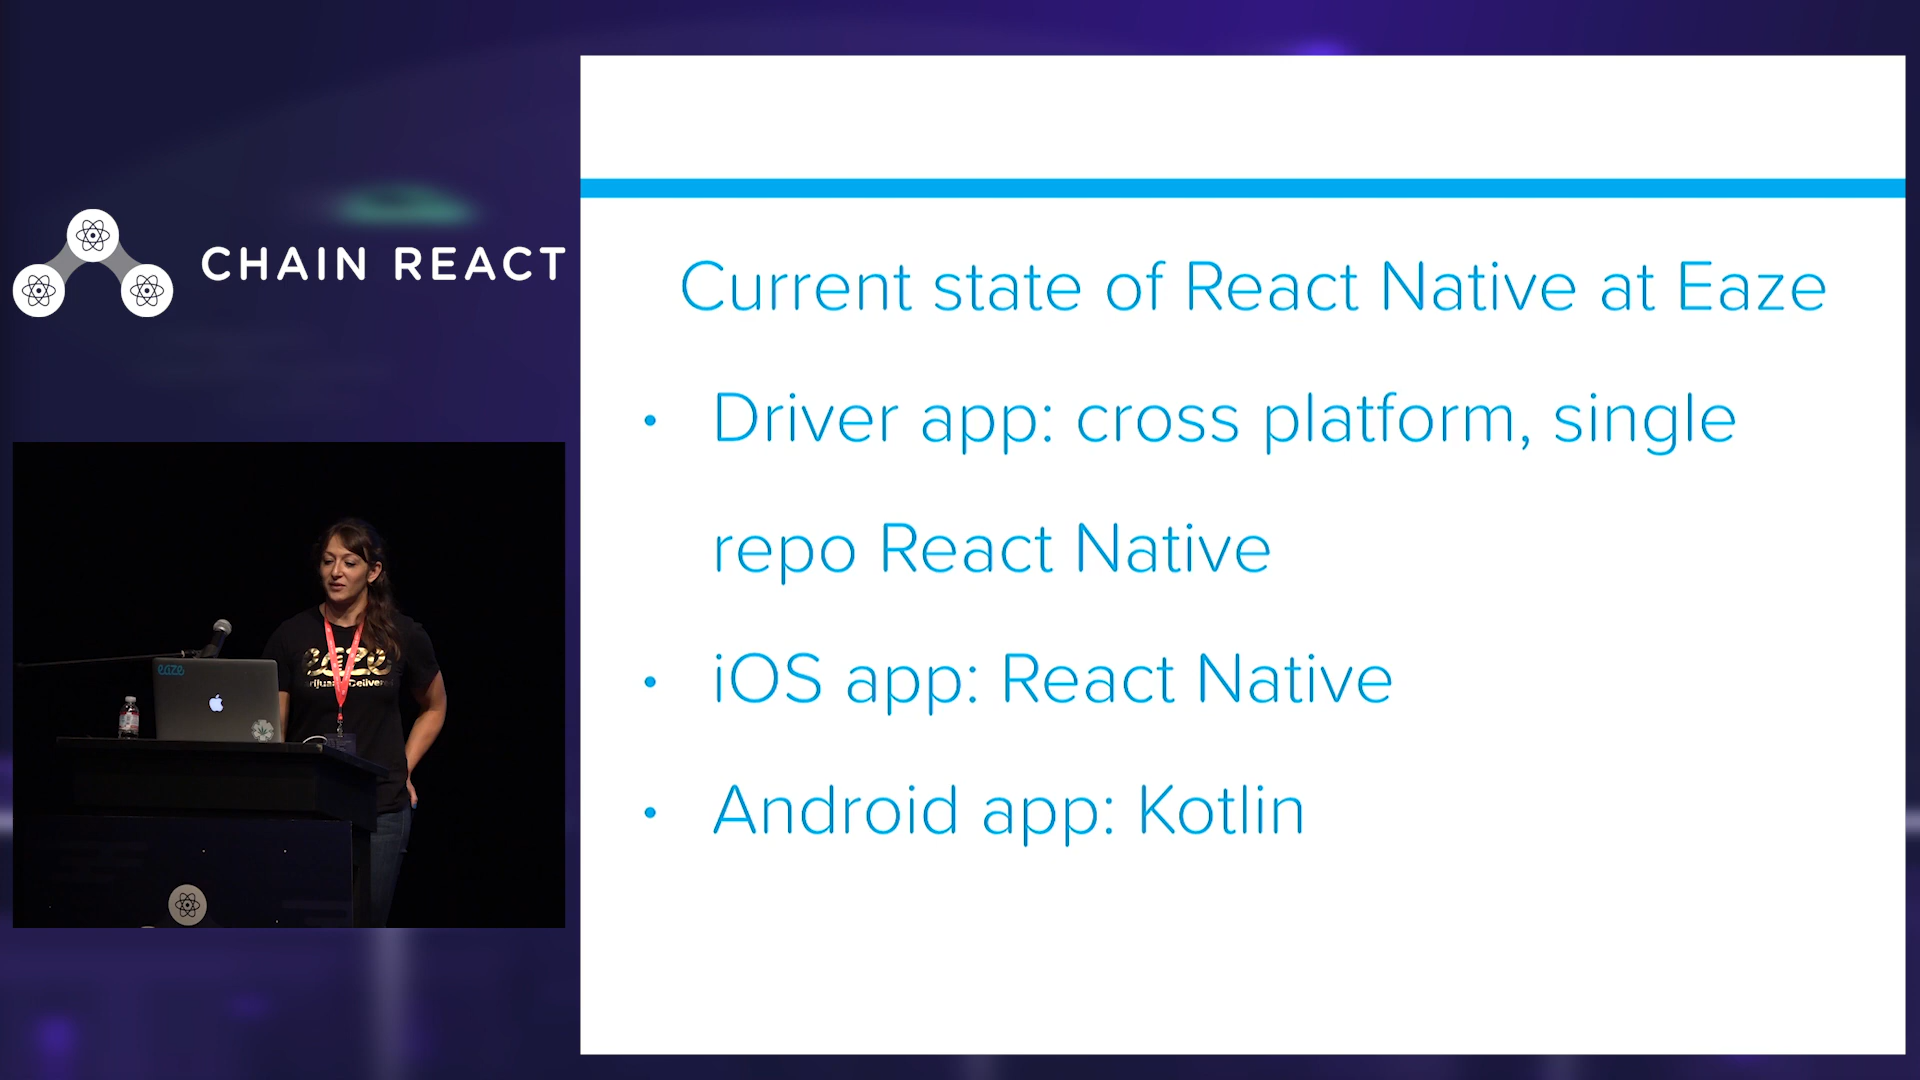 CHAIN REACT
Current state of React Native at Eaze
• Driver app: cross platform, single
repo React Native
• iOS app: React Native
• Android app: Kotlin
eaze
eaze